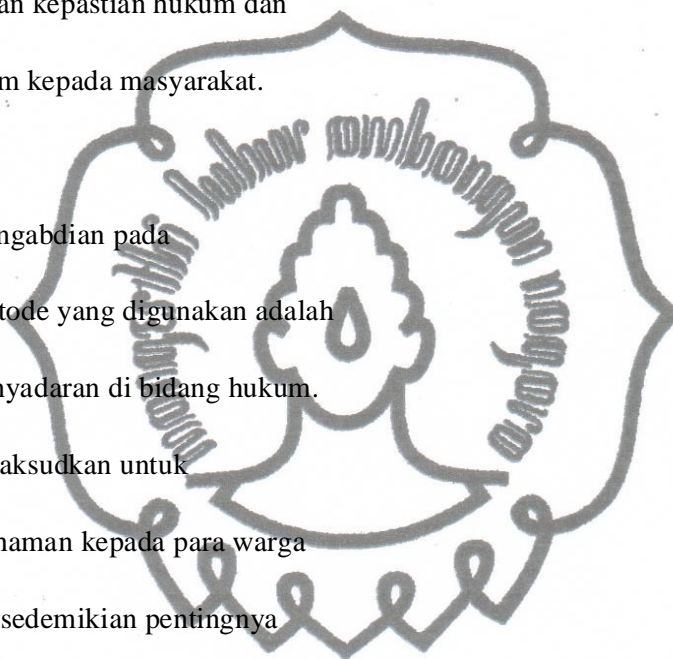 an kepastian hukum dan
m kepada masyarakat.
ngabdian pada
tode yang digunakan adalah
nyadaran di bidang hukum.
aksudkan untuk
haman kepada para warga
sedemikian pentingnya